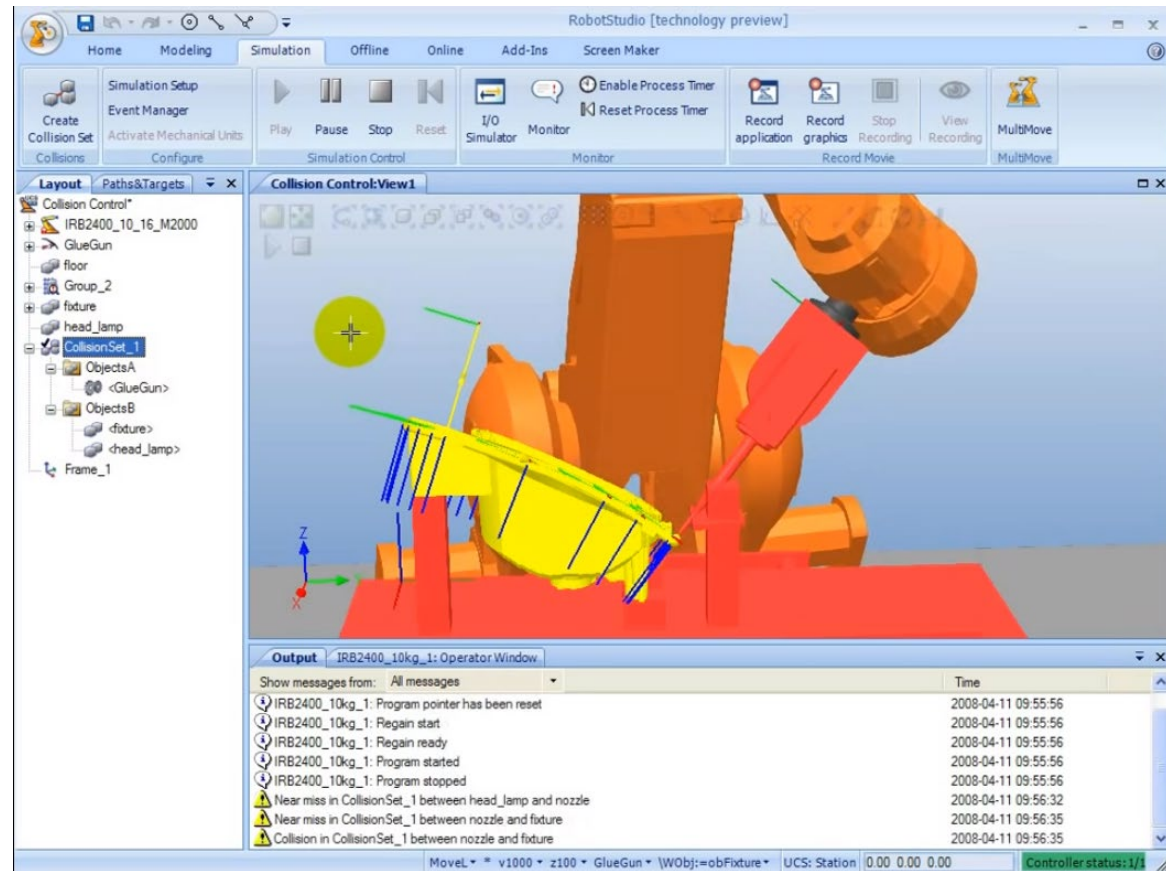 RobotStudio [technology preview]
Home Modeling Simulation Offline Online Add-Ins Screen Maker
Create Collision Set
Collisions
Simulation Setup
Event Manager
Activate Mechanical Units
Configure
Play Pause Stop Reset
Simulation Control
I/O Simulator
Monitor
Enable Process Timer
Reset Process Timer
Monitor
Record application
Record graphics
Stop Recording
View Recording
Record Movie
MultiMove
MultiMove
Layout Paths&Targets
Collision Control*
IRB2400_10_16_M2000
GlueGun
floor
Group_2
fixture
head_lamp
CollisionSet_1
ObjectsA
<GlueGun>
ObjectsB
<fixture>
<head_lamp>
Frame_1
Collision Control:View1
Z
X
Output IRB2400_10kg_1: Operator Window
Show messages from: All messages Time
IRB2400_10kg_1: Program pointer has been reset 2008-04-11 09:55:56
IRB2400_10kg_1: Regain start 2008-04-11 09:55:56
IRB2400_10kg_1: Regain ready 2008-04-11 09:55:56
IRB2400_10kg_1: Program started 2008-04-11 09:55:56
IRB2400_10kg_1: Program stopped 2008-04-11 09:55:56
Near miss in CollisionSet_1 between head_lamp and nozzle 2008-04-11 09:56:32
Near miss in CollisionSet_1 between nozzle and fixture 2008-04-11 09:56:35
Collision in CollisionSet_1 between nozzle and fixture 2008-04-11 09:56:35
MoveL * v1000 z100 GlueGun \WObj:=obFixture UCS: Station 0.00 0.00 0.00 Controller status: 1/1